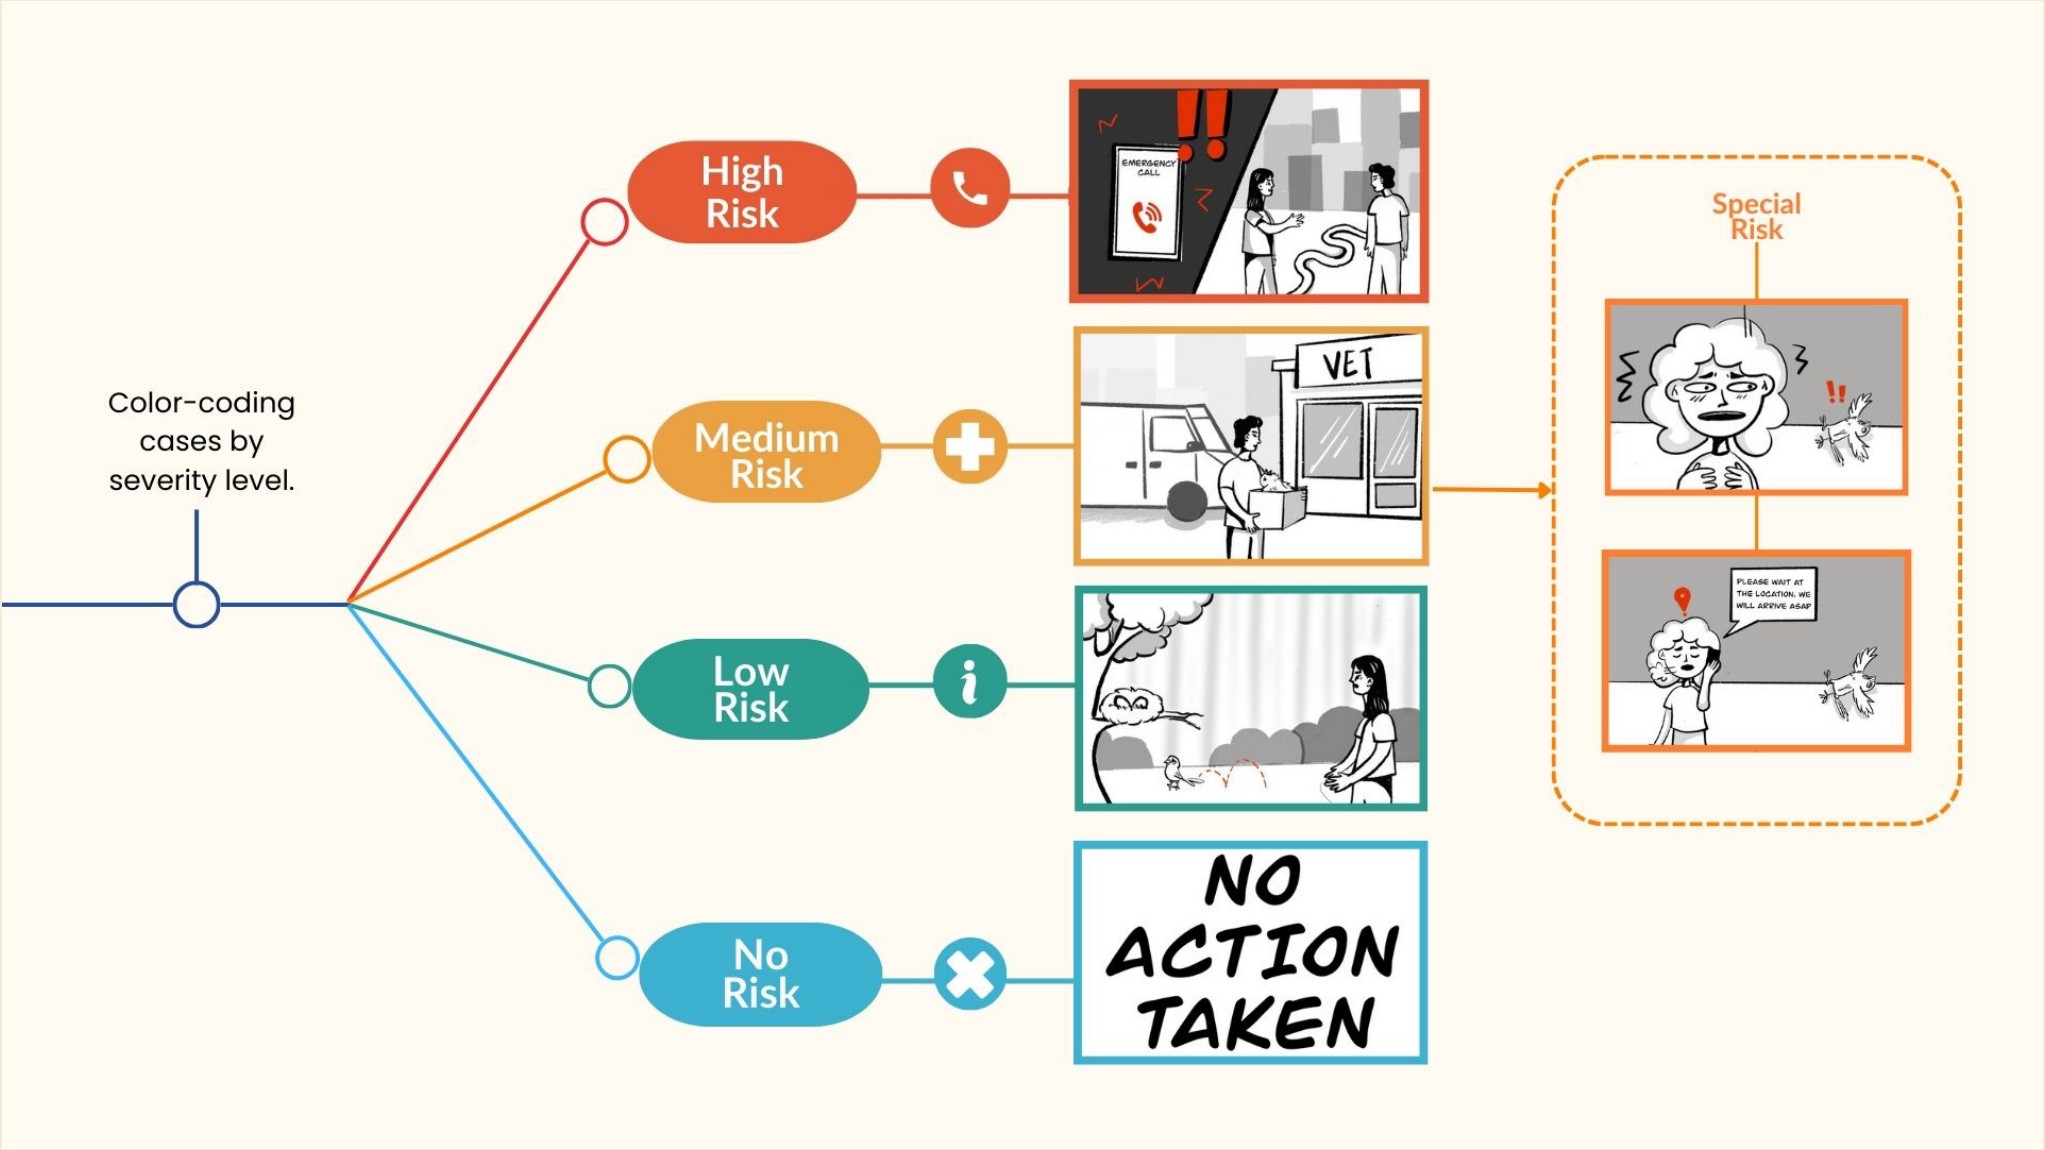 Color-coding
cases by
severity level.
High
Risk
EMERGENCY
CALL
Medium
Risk
VET
Low
Risk
No
Risk
NO
ACTION
TAKEN
Special
Risk
PLEASE WAIT AT
THE LOCATION. WE
WILL ARRIVE ASAP